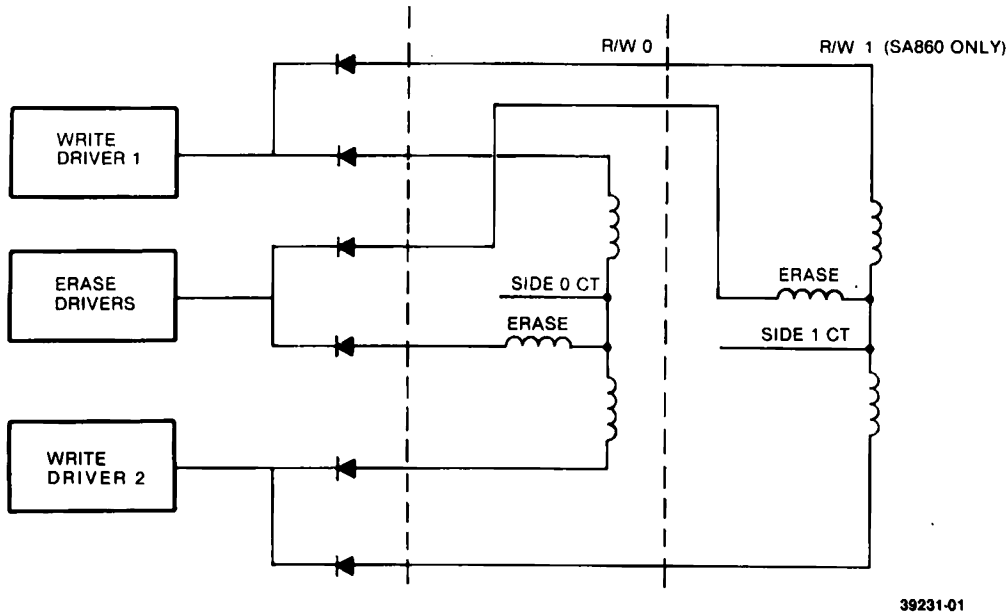 R/W 0
R/W 1 (SA860 ONLY)
WRITE
DRIVER 1
ERASE
DRIVERS
SIDE 0 CT
ERASE
ERASE
SIDE 1 CT
WRITE
DRIVER 2
39231-01